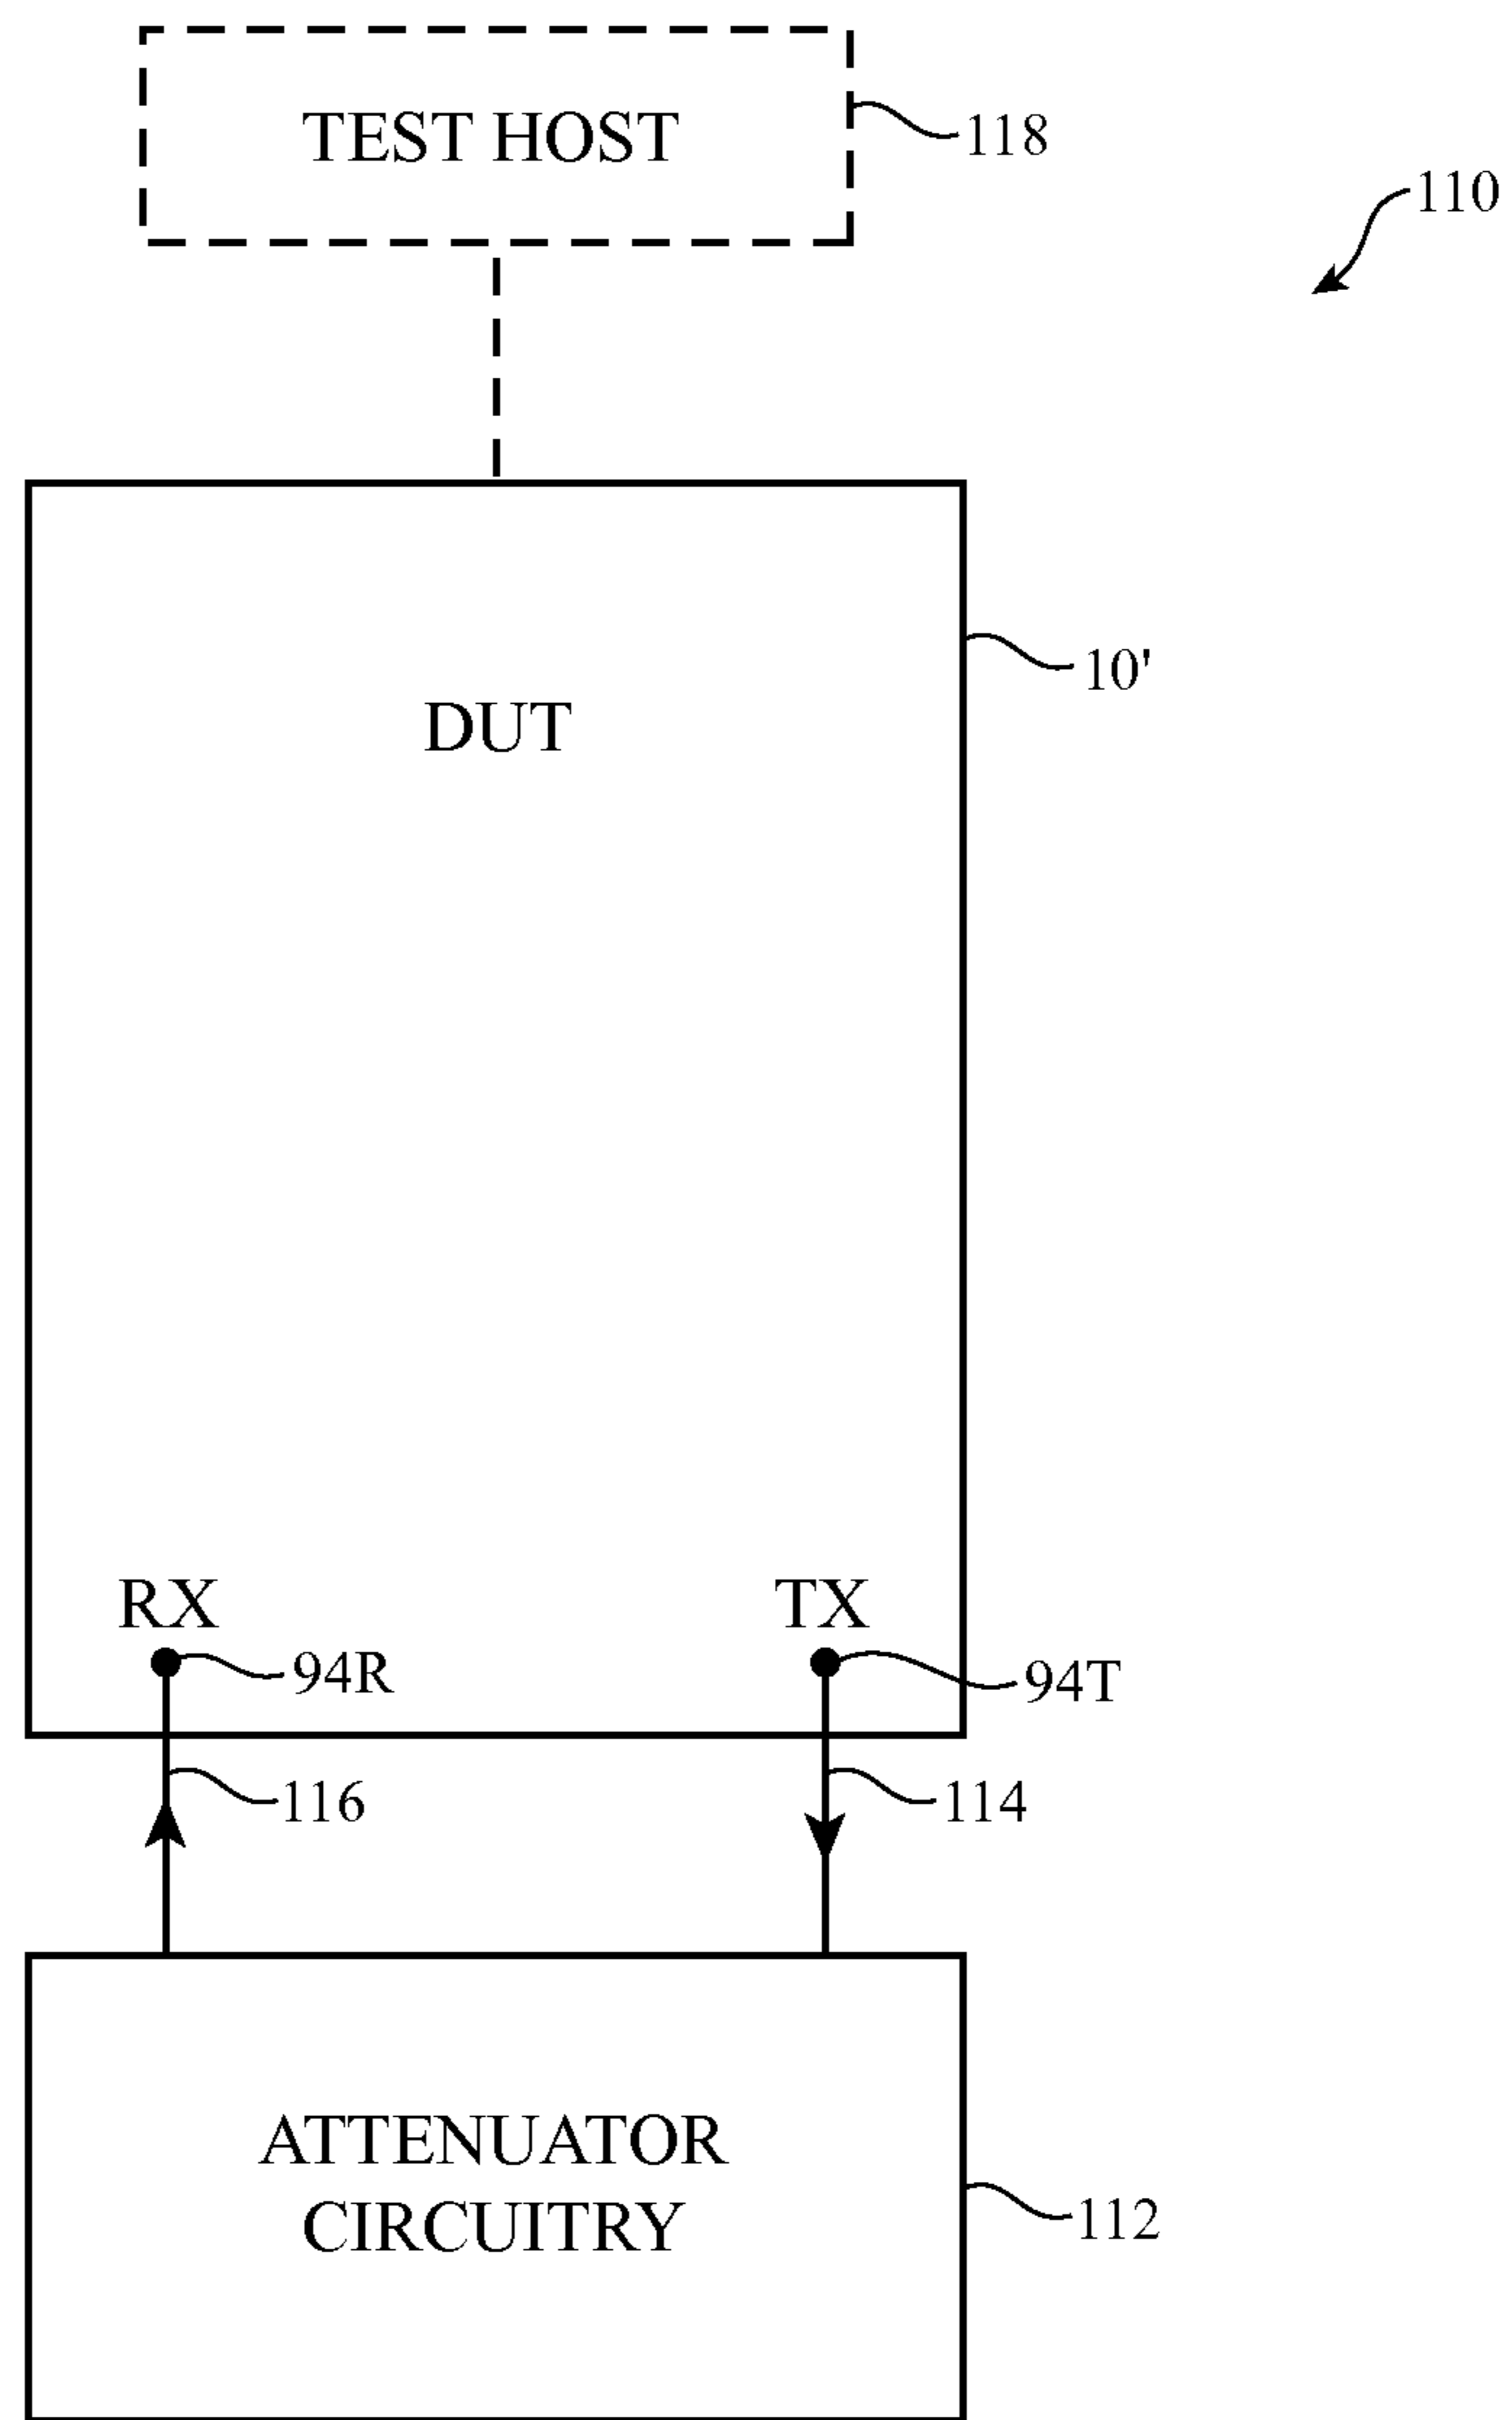 TEST HOST
118
110
10'
DUT
RX
TX
94R
94T
116
114
ATTENUATOR
CIRCUITRY
112